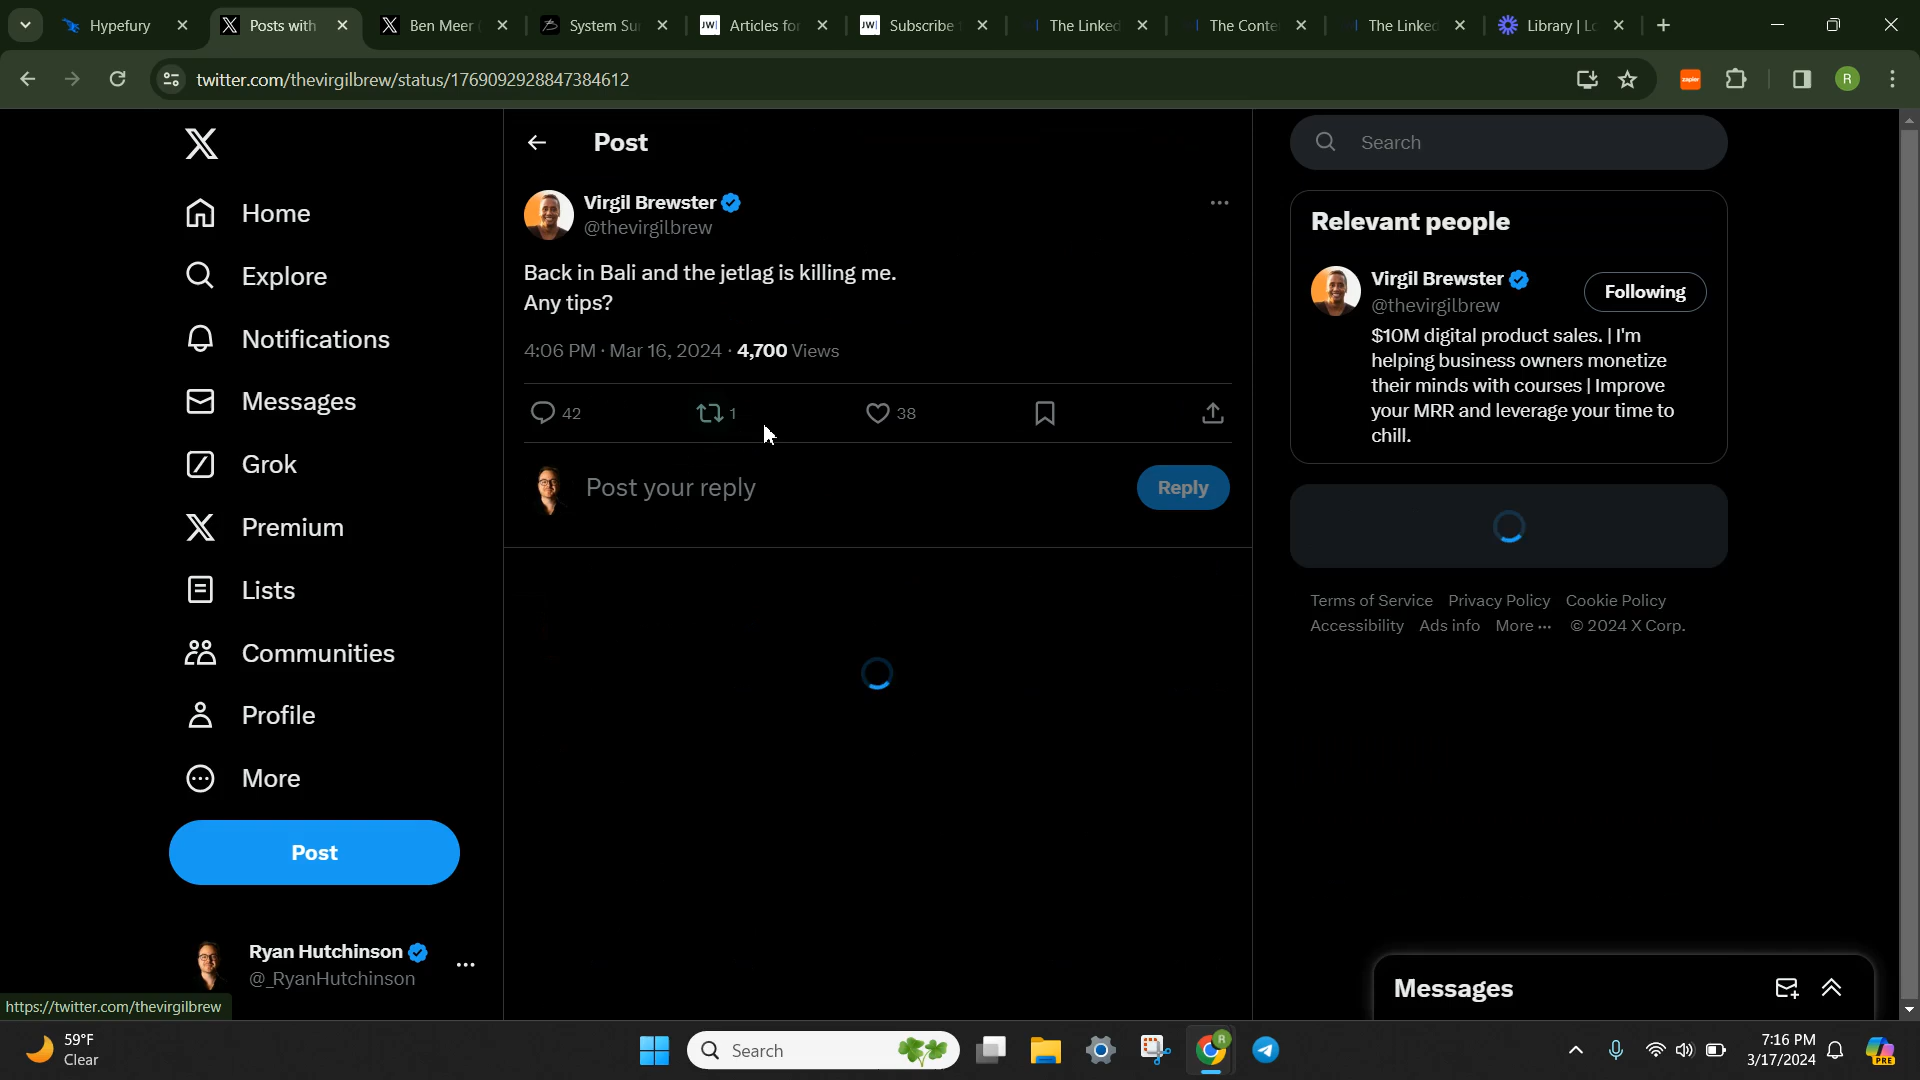 Hypefury
Posts with
Ben Meer
System Su
Articles fo
Subscribe
The Linked
The Conte
The Linked
Library | Lo
twitter.com/thevirgilbrew/status/1769092928847384612
zapier
R
Home
Explore
Notifications
Messages
Grok
Premium
Lists
Communities
Profile
More
Post
Ryan Hutchinson
@_RyanHutchinson
https://twitter.com/thevirgilbrew
Post
Virgil Brewster
@thevirgilbrew
Back in Bali and the jetlag is killing me.
Any tips?
4:06 PM · Mar 16, 2024 · 4,700 Views
42 1 38
Post your reply
Reply
Search
Relevant people
Virgil Brewster
@thevirgilbrew
Following
$10M digital product sales. | I'm
helping business owners monetize
their minds with courses | Improve
your MRR and leverage your time to
chill.
Terms of Service Privacy Policy Cookie Policy
Accessibility Ads info More ··· © 2024 X Corp.
Messages
59°F
Clear
Search
R
7:16 PM
3/17/2024
PRE